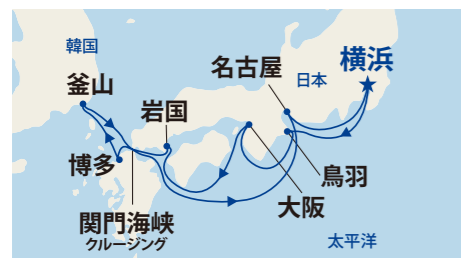 韓国
釜山
名古屋
日本
横浜
岩国
博多
鳥羽
大阪
関門海峡
クルージング
太平洋